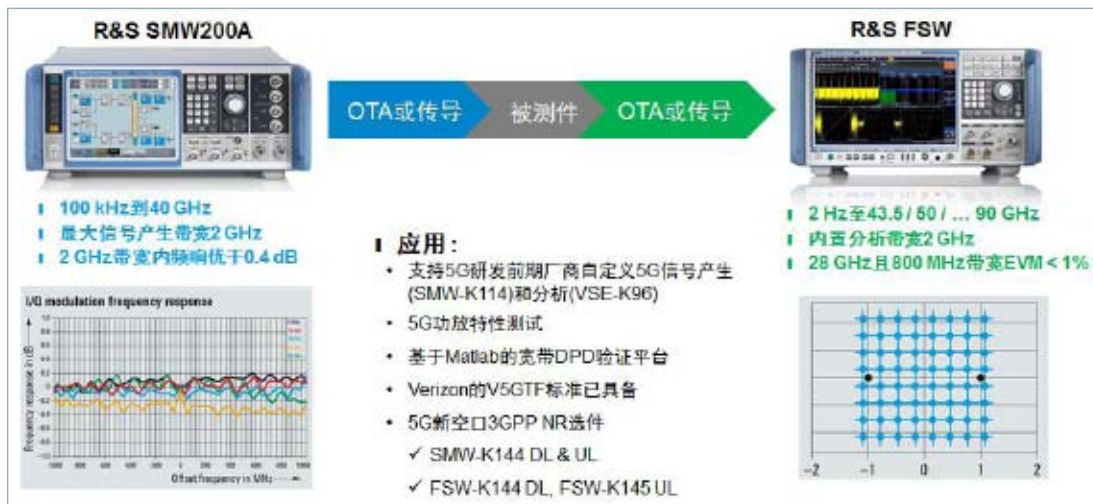 R&S SMW200A
R&S FSW
OTA或传导
被测件
OTA或传导
100 kHz到40 GHz
最大信号产生带宽2 GHz
2 GHz带宽内频响优于0.4 dB
2 Hz至43.5 / 50 / ... 90 GHz
内置分析带宽2 GHz
28 GHz且800 MHz带宽EVM < 1%
应用：
• 支持5G研发前期厂商自定义5G信号产生
(SMW-K114)和分析(VSE-K96)
• 5G功放特性测试
• 基于Matlab的宽带DPD验证平台
• Verizon的V5GTF标准已具备
• 5G新空口3GPP NR选件
✓ SMW-K144 DL & UL
✓ FSW-K144 DL, FSW-K145 UL
I/Q modulation frequency response
Frequency response in dB
Offset frequency in MHz
−2 −1 0 1 2